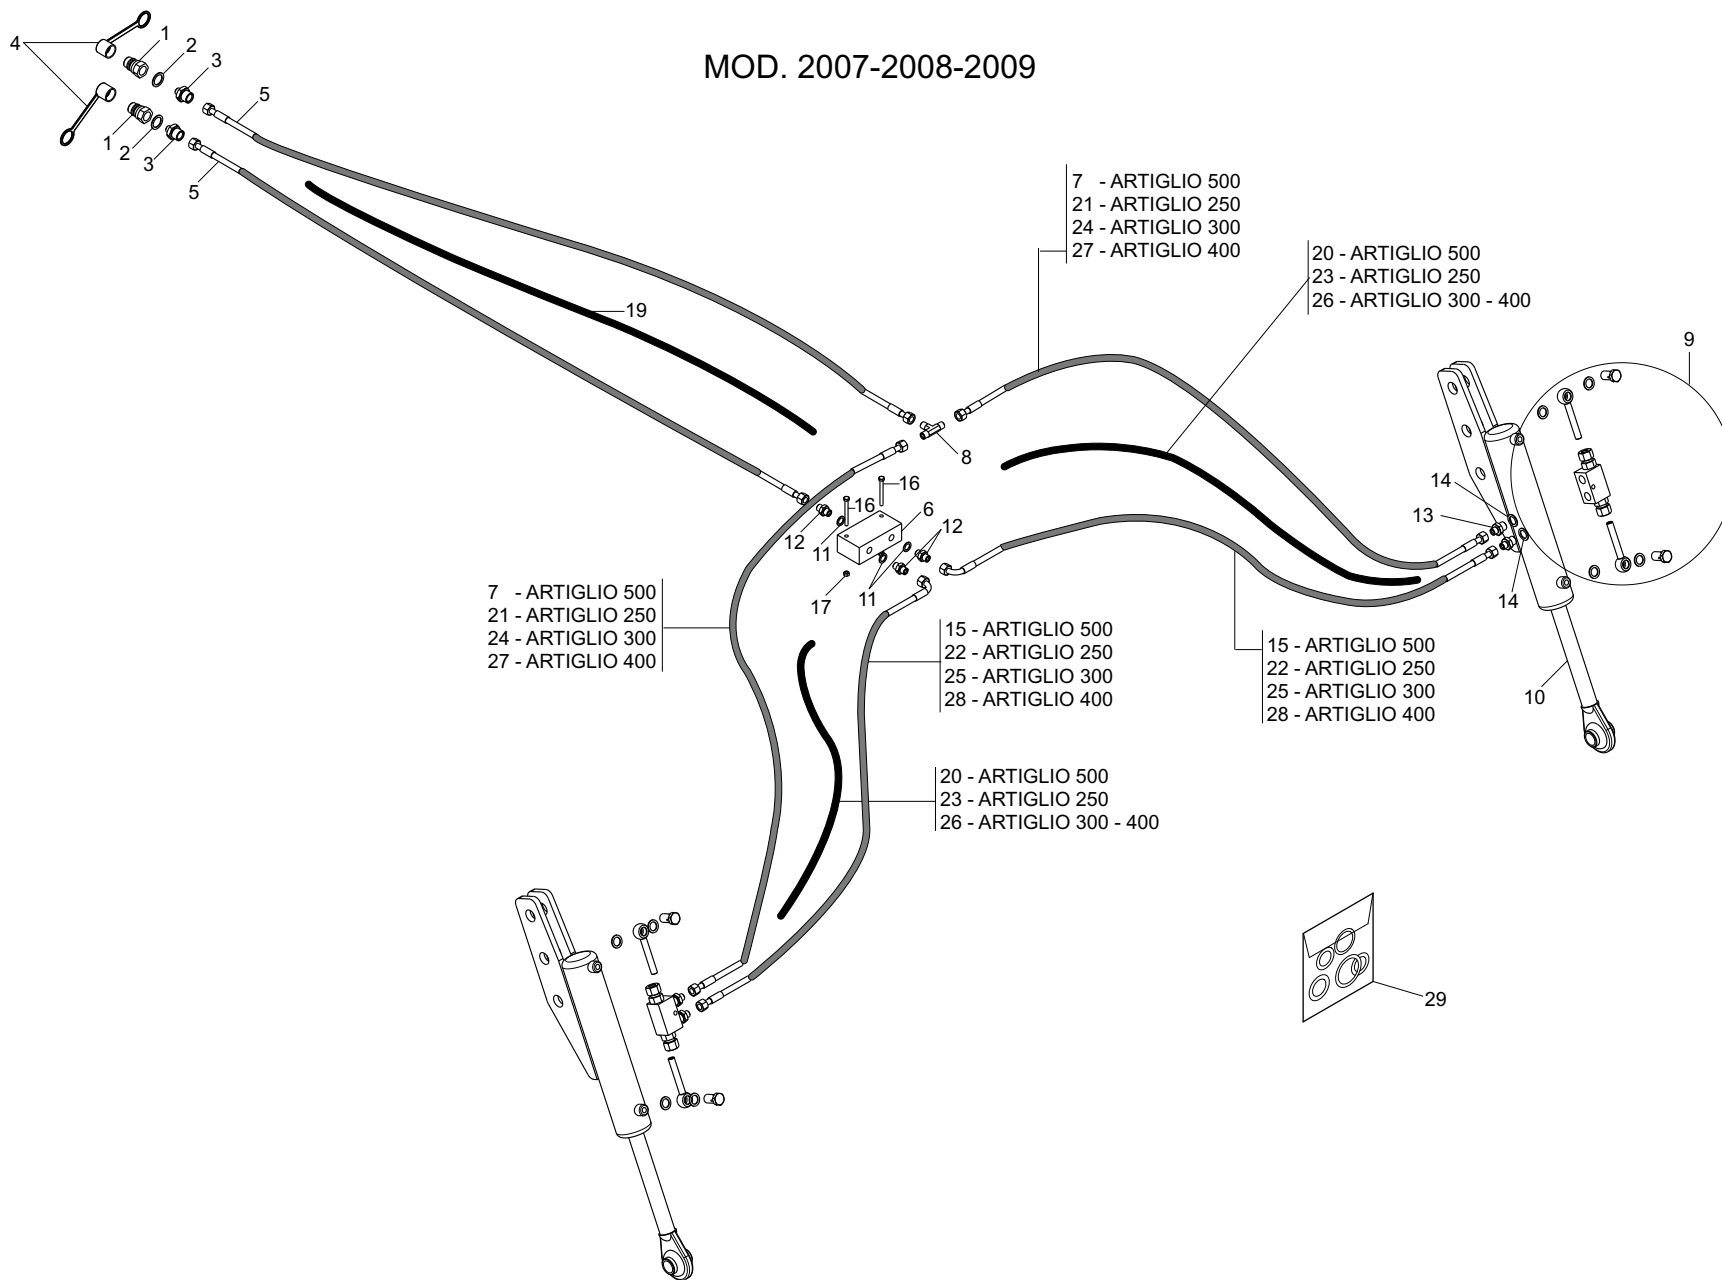 MOD. 2007-2008-2009
4
1
2
3
5
1
2
3
5
19
7 - ARTIGLIO 500
21 - ARTIGLIO 250
24 - ARTIGLIO 300
27 - ARTIGLIO 400
20 - ARTIGLIO 500
23 - ARTIGLIO 250
26 - ARTIGLIO 300 - 400
9
8
16
16
6
12
12
11
11
17
14
13
14
10
7 - ARTIGLIO 500
21 - ARTIGLIO 250
24 - ARTIGLIO 300
27 - ARTIGLIO 400
15 - ARTIGLIO 500
22 - ARTIGLIO 250
25 - ARTIGLIO 300
28 - ARTIGLIO 400
15 - ARTIGLIO 500
22 - ARTIGLIO 250
25 - ARTIGLIO 300
28 - ARTIGLIO 400
20 - ARTIGLIO 500
23 - ARTIGLIO 250
26 - ARTIGLIO 300 - 400
29